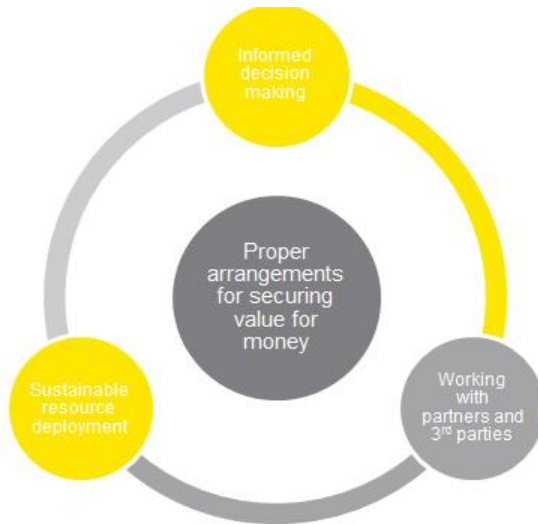 Informed
decision
making
Proper
arrangements
for securing
value for
money
Sustainable
resource
deployment
Working
with
partners and
3rd parties